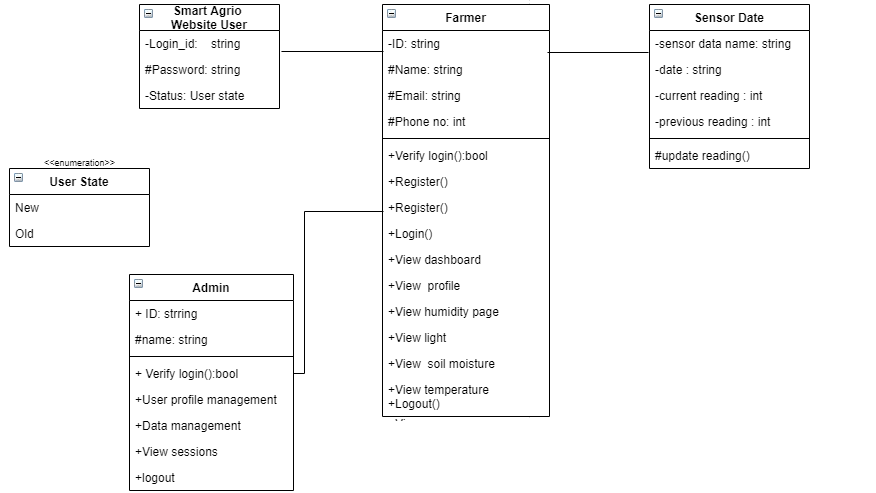 Smart Agrio
Website User
-Login_id: string
#Password: string
-Status: User state
<<enumeration>>
User State
New
Old
Admin
+ ID: strring
#name: string
+ Verify login():bool
+User profile management
+Data management
+View sessions
+logout
Farmer
-ID: string
#Name: string
#Email: string
#Phone no: int
+Verify login():bool
+Register()
+Register()
+Login()
+View dashboard
+View profile
+View humidity page
+View light
+View soil moisture
+View temperature
+Logout()
Sensor Date
-sensor data name: string
-date : string
-current reading : int
-previous reading : int
#update reading()